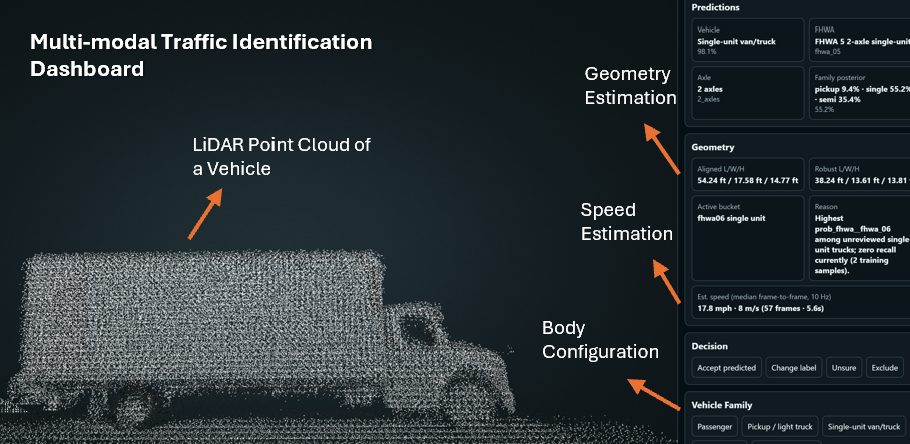 Multi-modal Traffic Identification
Dashboard
LiDAR Point Cloud of
a Vehicle
Geometry
Estimation
Speed
Estimation
Body
Configuration
Predictions
Vehicle
Single-unit van/truck
98.1%
FHWA
FHWA 5 2-axle single-unit
fhwa_05
Axle
2 axles
2_axles
Family posterior
pickup 9.4% · single 55.2%
· semi 35.4%
55.2%
Geometry
Aligned L/W/H
54.24 ft / 17.58 ft / 14.77 ft
Robust L/W/H
38.24 ft / 13.61 ft / 13.81
Active bucket
fhwa06 single unit
Reason
Highest
prob_fhwa__fhwa_06
among unreviewed single
unit trucks; zero recall
currently (2 training
samples).
Est. speed (median frame-to-frame, 10 Hz)
17.8 mph · 8 m/s (57 frames · 5.6s)
Decision
Accept predicted
Change label
Unsure
Exclude
Vehicle Family
Passenger
Pickup / light truck
Single-unit van/truck